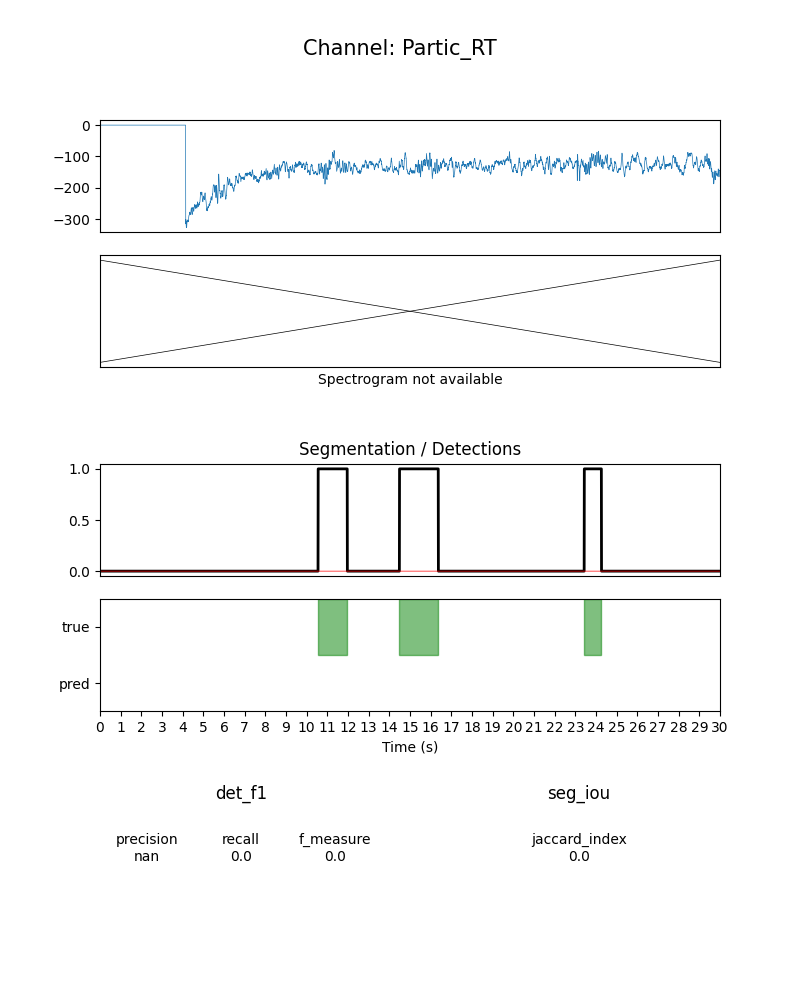 Channel: Partic_RT
0
−100
−200
−300
Spectrogram not available
Segmentation / Detections
1.0
0.5
0.0
true
pred
0 1 2 3 4 5 6 7 8 9 10 11 12 13 14 15 16 17 18 19 20 21 22 23 24 25 26 27 28 29 30
Time (s)
det_f1 seg_iou
precision recall f_measure jaccard_index
nan 0.0 0.0 0.0